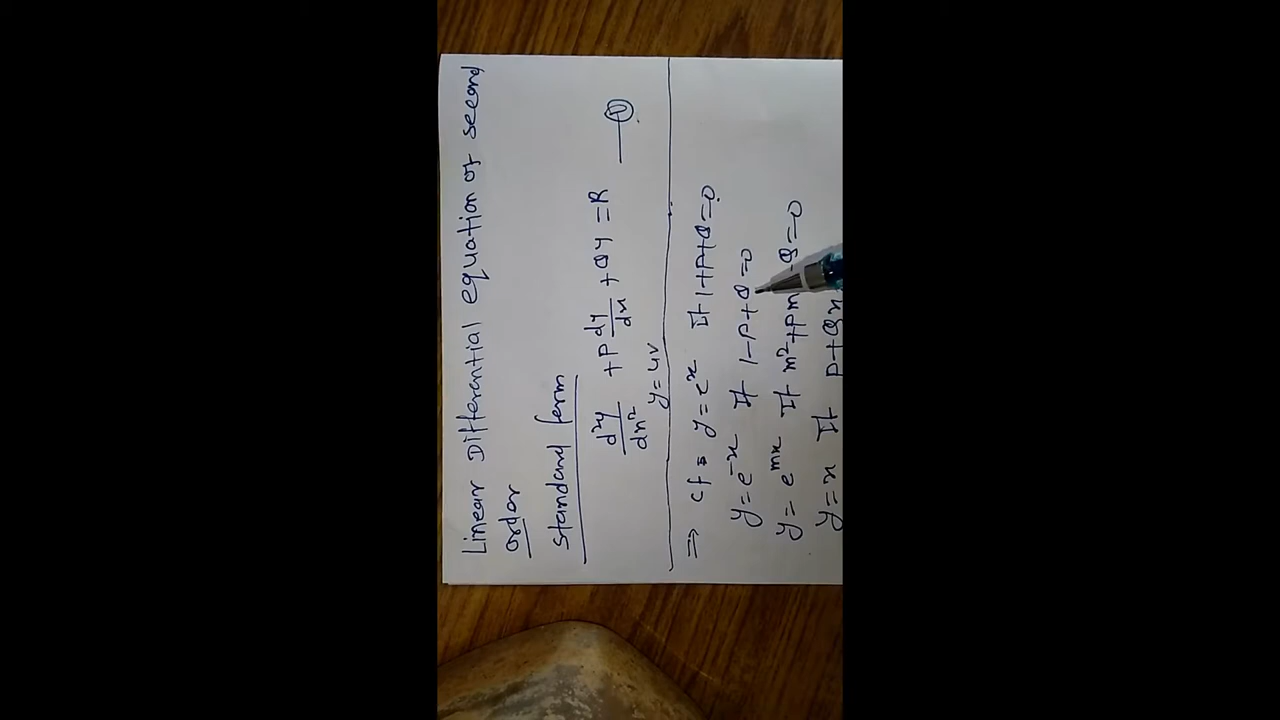 Linear Differential equation of second
order
standard form
d²y/dx² + P dy/dx + Qy = R —①
y = uv
⇒ cf = y = e^x If 1+P+Q=0
y = e^-x If 1-P+Q=0
y = e^mx If m²+Pm Q=0
y = x If P+Qx